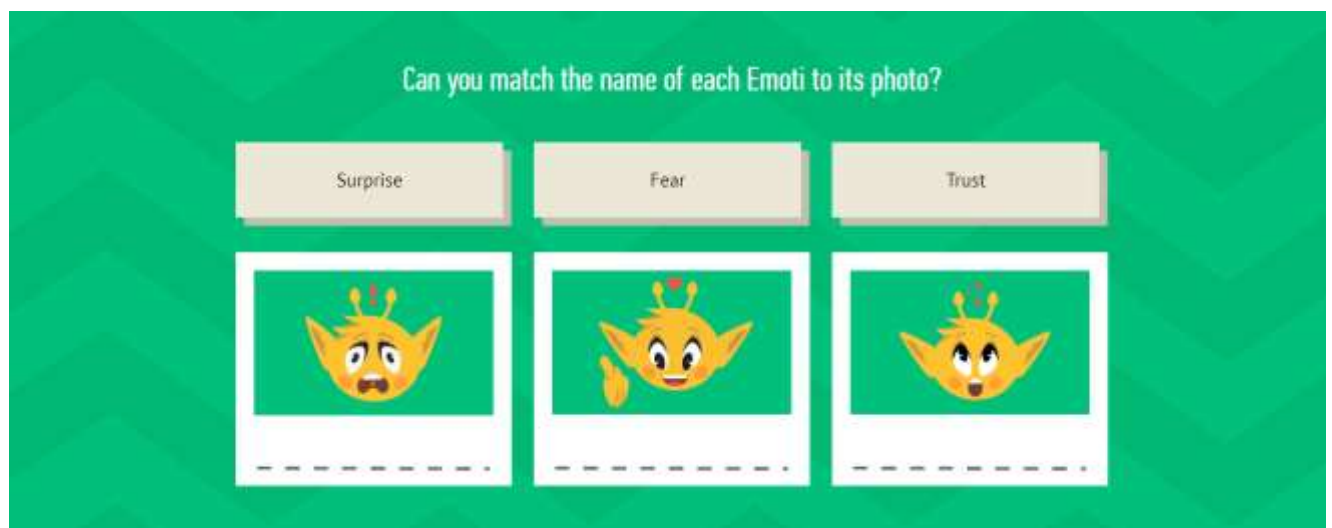 Can you match the name of each Emoti to its photo?
Surprise
Fear
Trust